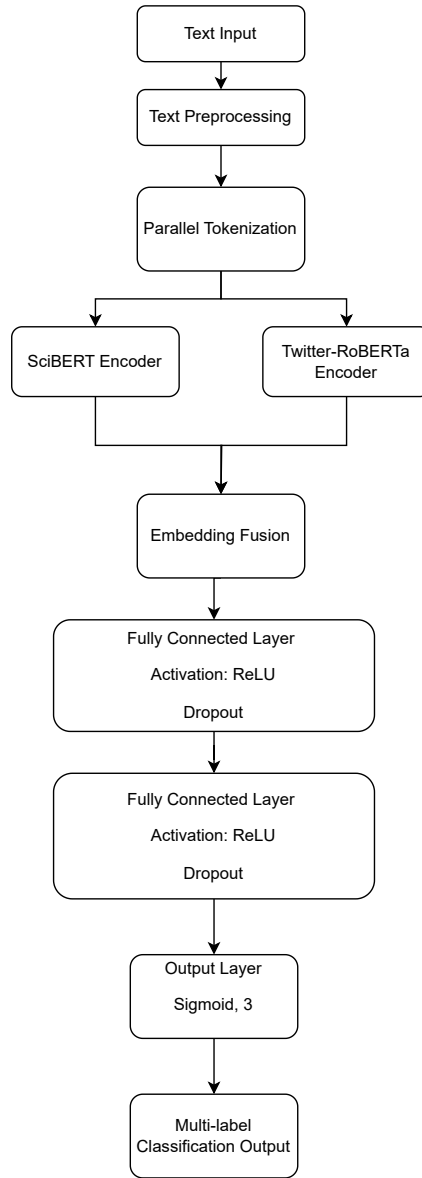 Text Input
Text Preprocessing
Parallel Tokenization
SciBERT Encoder
Twitter-RoBERTa
Encoder
Embedding Fusion
Fully Connected Layer
Activation: ReLU
Dropout
Fully Connected Layer
Activation: ReLU
Dropout
Output Layer
Sigmoid, 3
Multi-label
Classification Output